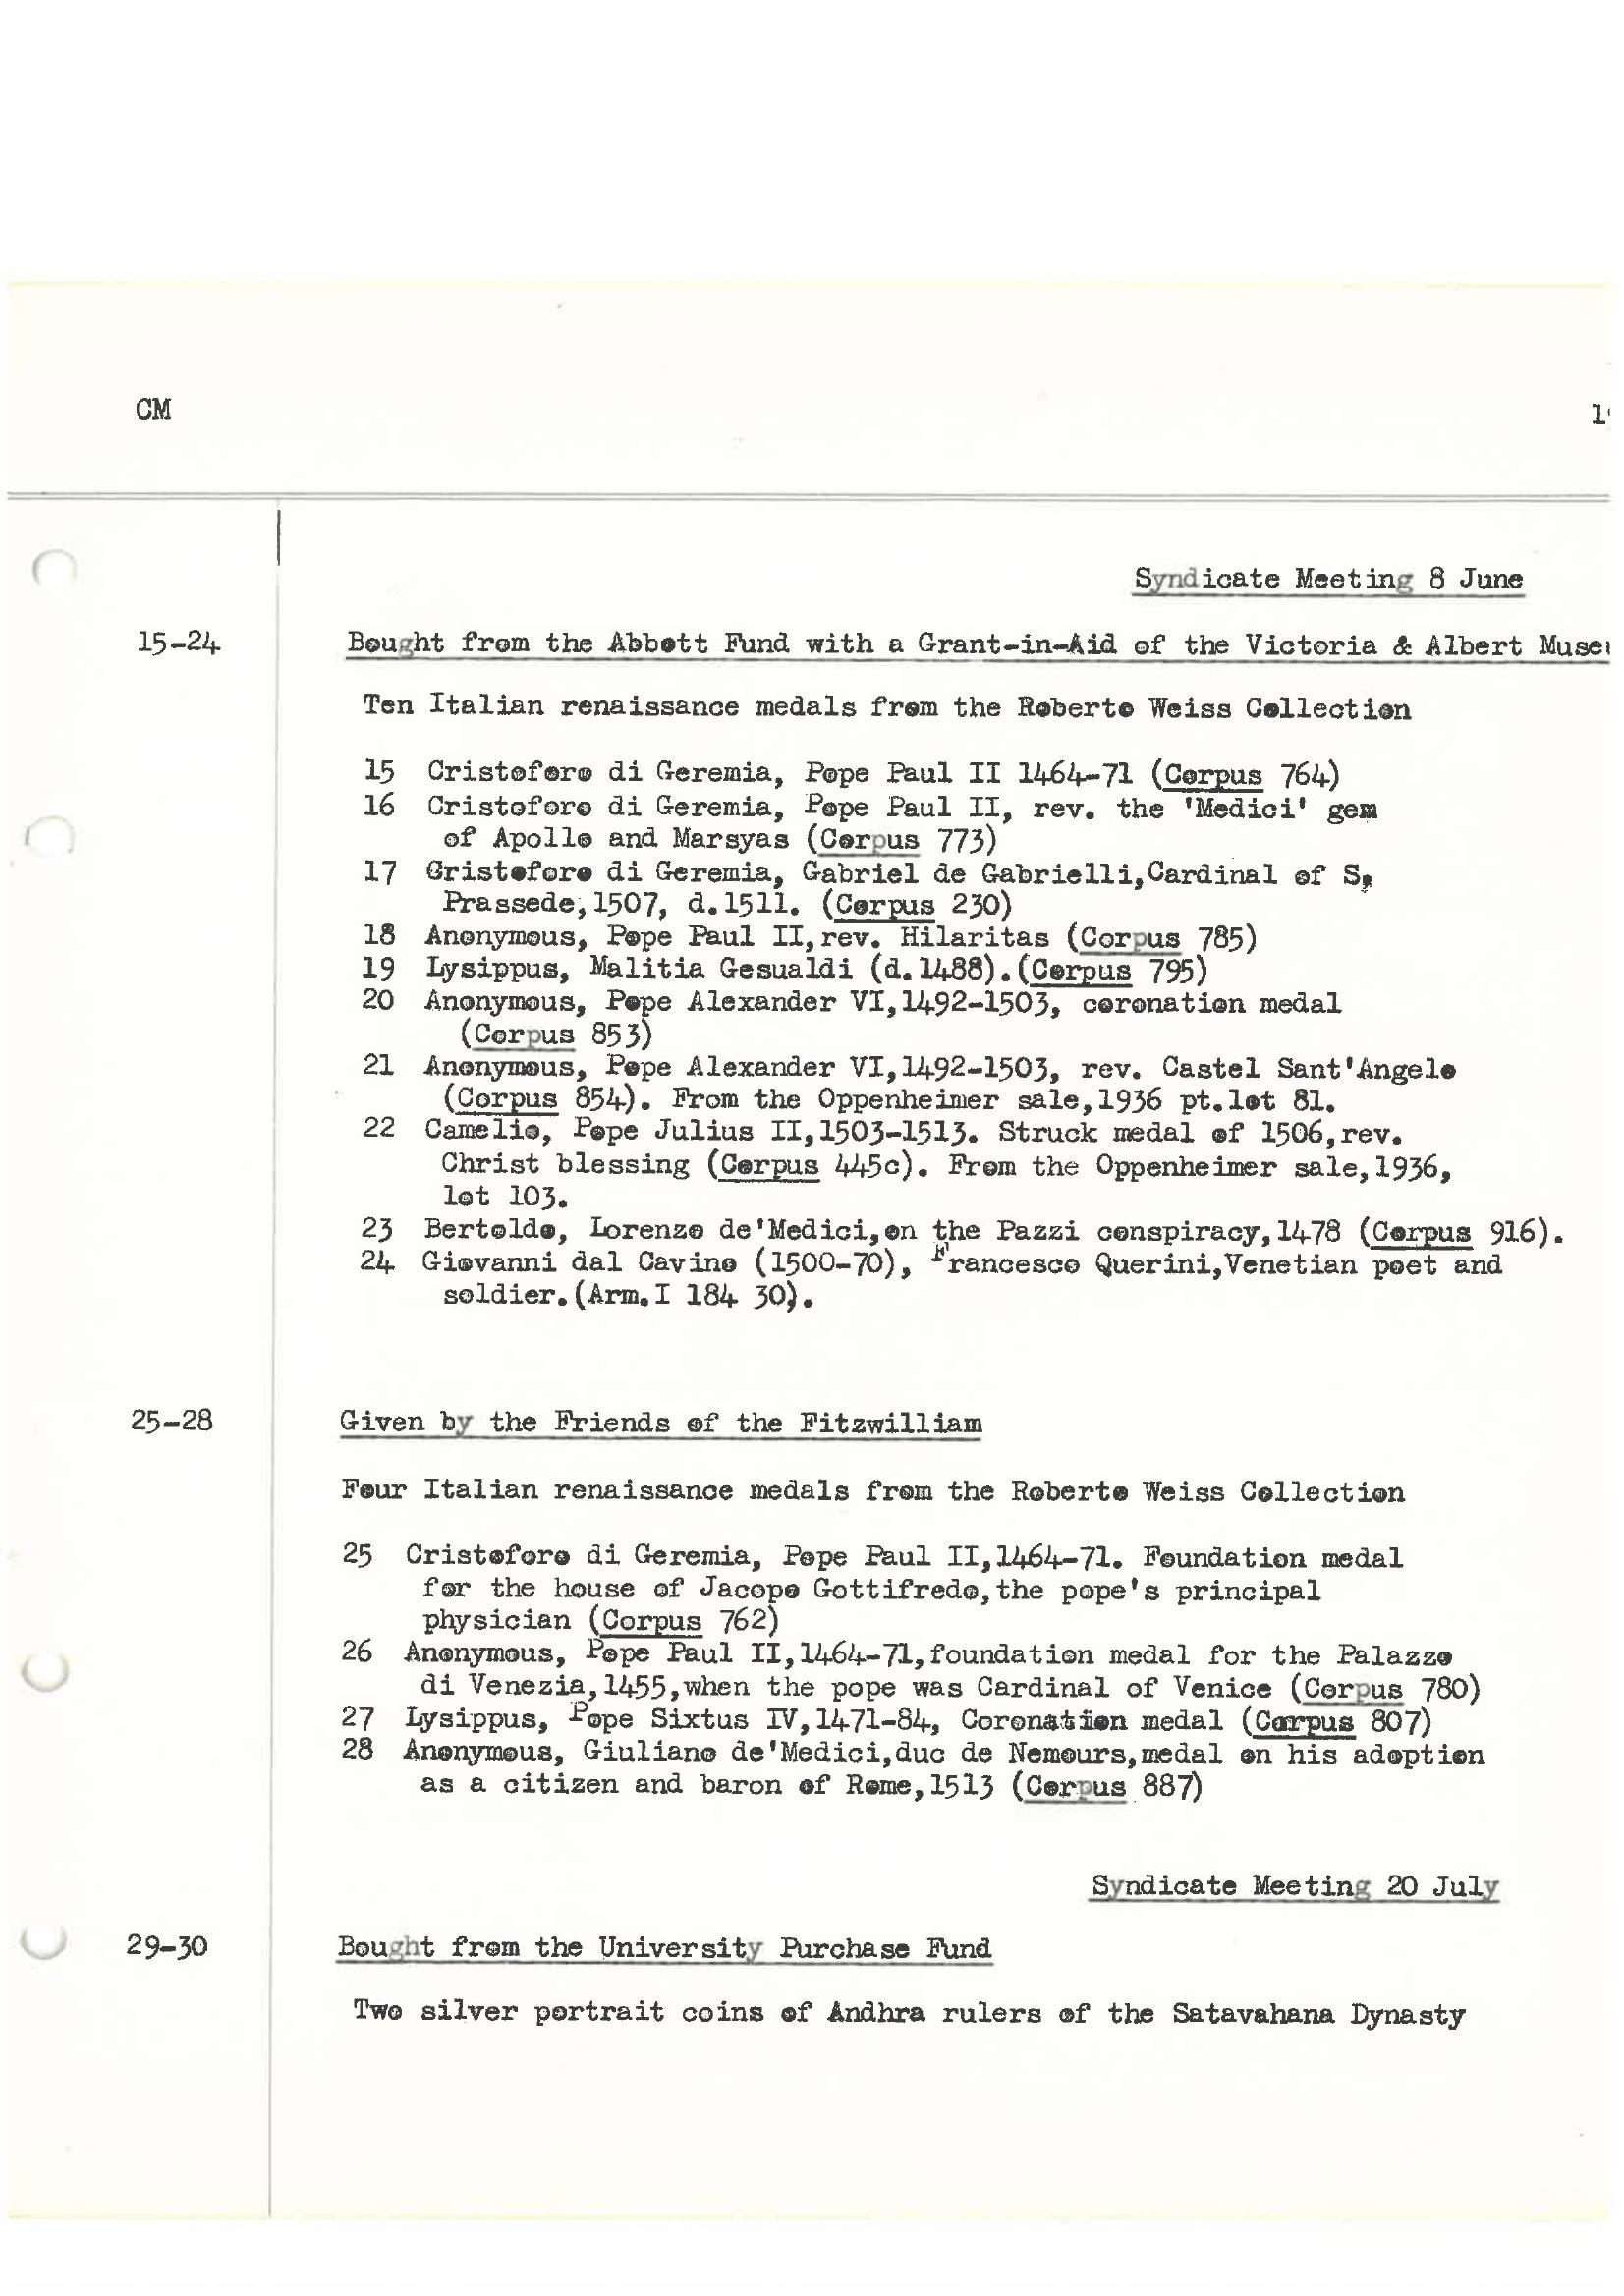 CM
Syndicate Meeting 8 June
15-24 Bought from the Abbott Fund with a Grant-in-Aid of the Victoria & Albert
Ten Italian renaissance medals from the Roberto Weiss Collection
15 Cristoforo di Geremia, Pope Paul II 1464-71 (Corpus 764)
16 Cristoforo di Geremia, Pope Paul II, rev. the 'Medici' gem
of Apollo and Marsyas (Corpus 773)
17 Cristoforo di Geremia, Gabriel de Gabrielli,Cardinal of S.
Prassede,1507, d.1511. (Corpus 230)
18 Anonymous, Pope Paul II,rev. Hilaritas (Corpus 785)
19 Lysippus, Malitia Gesualdi (d.1488).(Corpus 795)
20 Anonymous, Pope Alexander VI,1492-1503, coronation medal
(Corpus 853)
21 Anonymous, Pope Alexander VI,1492-1503, rev. Castel Sant'Angelo
(Corpus 854). From the Oppenheimer sale,1936 pt.lot 81.
22 Camelio, Pope Julius II,1503-1513. Struck medal of 1506,rev.
Christ blessing (Corpus 445c). From the Oppenheimer sale,1936,
lot 103.
23 Bertoldo, Lorenzo de'Medici,on the Pazzi conspiracy,1478 (Corpus 916).
24 Giovanni dal Cavino (1500-70), Francesco Querini,Venetian poet and
soldier.(Arm.I 184 30).
25-28 Given by the Friends of the Fitzwilliam
Four Italian renaissance medals from the Roberto Weiss Collection
25 Cristoforo di Geremia, Pope Paul II,1464-71. Foundation medal
for the house of Jacopo Gottifredo,the pope's principal
physician (Corpus 762)
26 Anonymous, Pope Paul II,1464-71,foundation medal for the Palazzo
di Venezia,1455,when the pope was Cardinal of Venice (Corpus 780)
27 Lysippus, Pope Sixtus IV,1471-84, Coronation medal (Corpus 807)
28 Anonymous, Giuliano de'Medici,duc de Nemours,medal on his adoption
as a citizen and baron of Rome,1513 (Corpus 887)
Syndicate Meeting 20 July
29-30 Bought from the University Purchase Fund
Two silver portrait coins of Andhra rulers of the Satavahana Dynasty